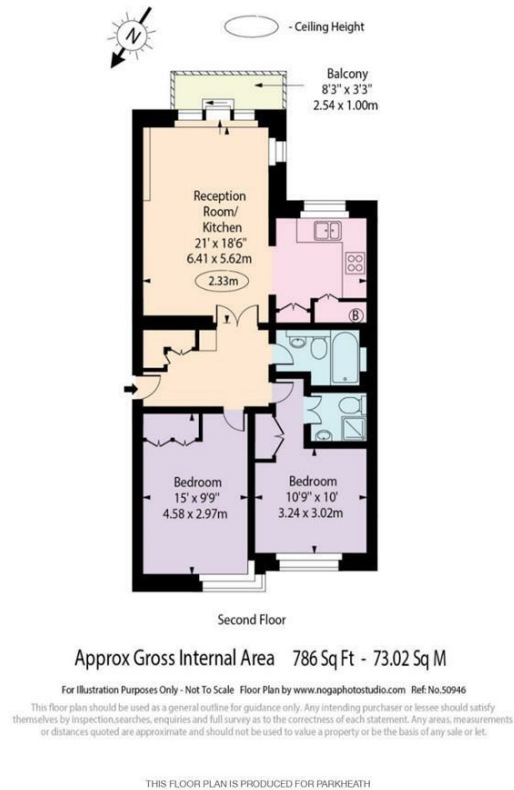 N
- Ceiling Height
Balcony
8'3" x 3'3"
2.54 x 1.00m
Reception
Room/
Kitchen
21' x 18'6"
6.41 x 5.62m
2.33m
B
Bedroom
15' x 9'9"
4.58 x 2.97m
Bedroom
10'9" x 10'
3.24 x 3.02m
Second Floor
Approx Gross Internal Area 786 Sq Ft - 73.02 Sq M
For Illustration Purposes Only - Not To Scale Floor Plan by www.nogaphotostudio.com Ref: No.50946
This floor plan should be used as a general outline for guidance only. Any intending purchaser or lessee should satisfy
themselves by inspection,searches, enquiries and full survey as to the correctness of each statement. Any areas, measurements
or distances quoted are approximate and should not be used to value a property or be the basis of any sale or let.
THIS FLOOR PLAN IS PRODUCED FOR PARKHEATH